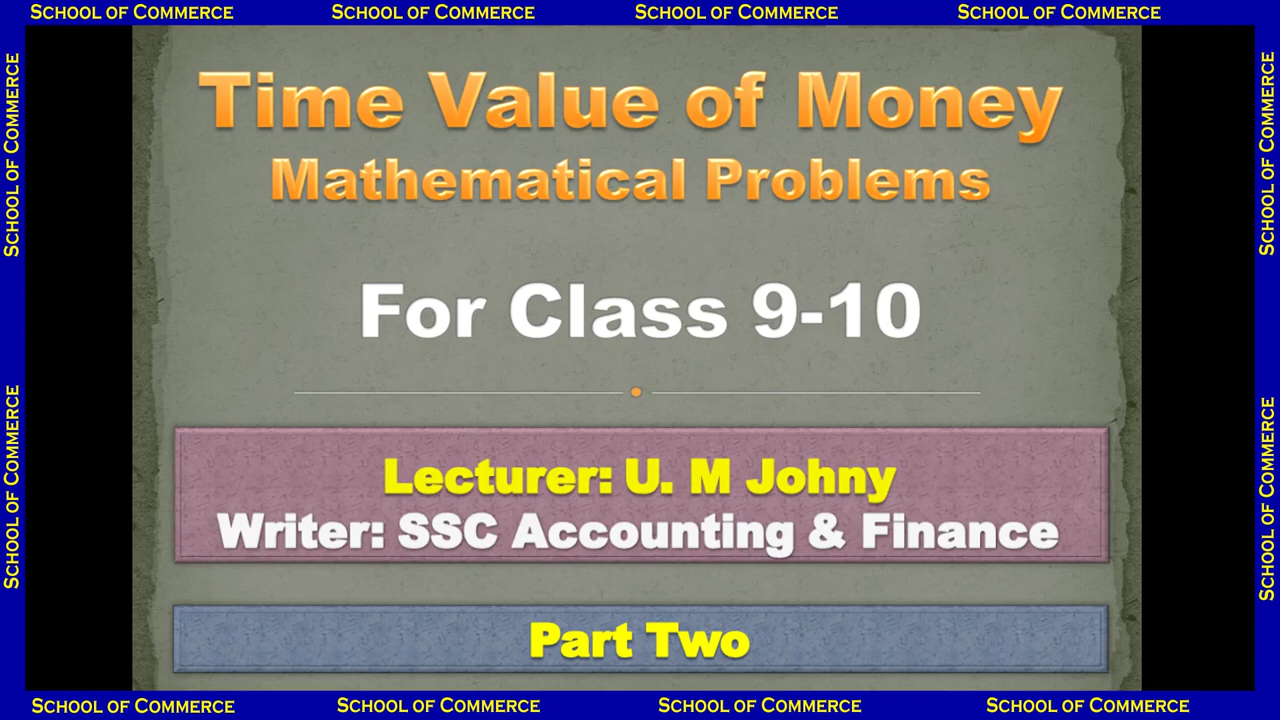 School of Commerce School of Commerce School of Commerce School of Commerce
School of Commerce
School of Commerce
Time Value of Money
Mathematical Problems
For Class 9-10
Lecturer: U. M Johny
Writer: SSC Accounting & Finance
Part Two
School of Commerce
School of Commerce
School of Commerce School of Commerce School of Commerce School of Commerce